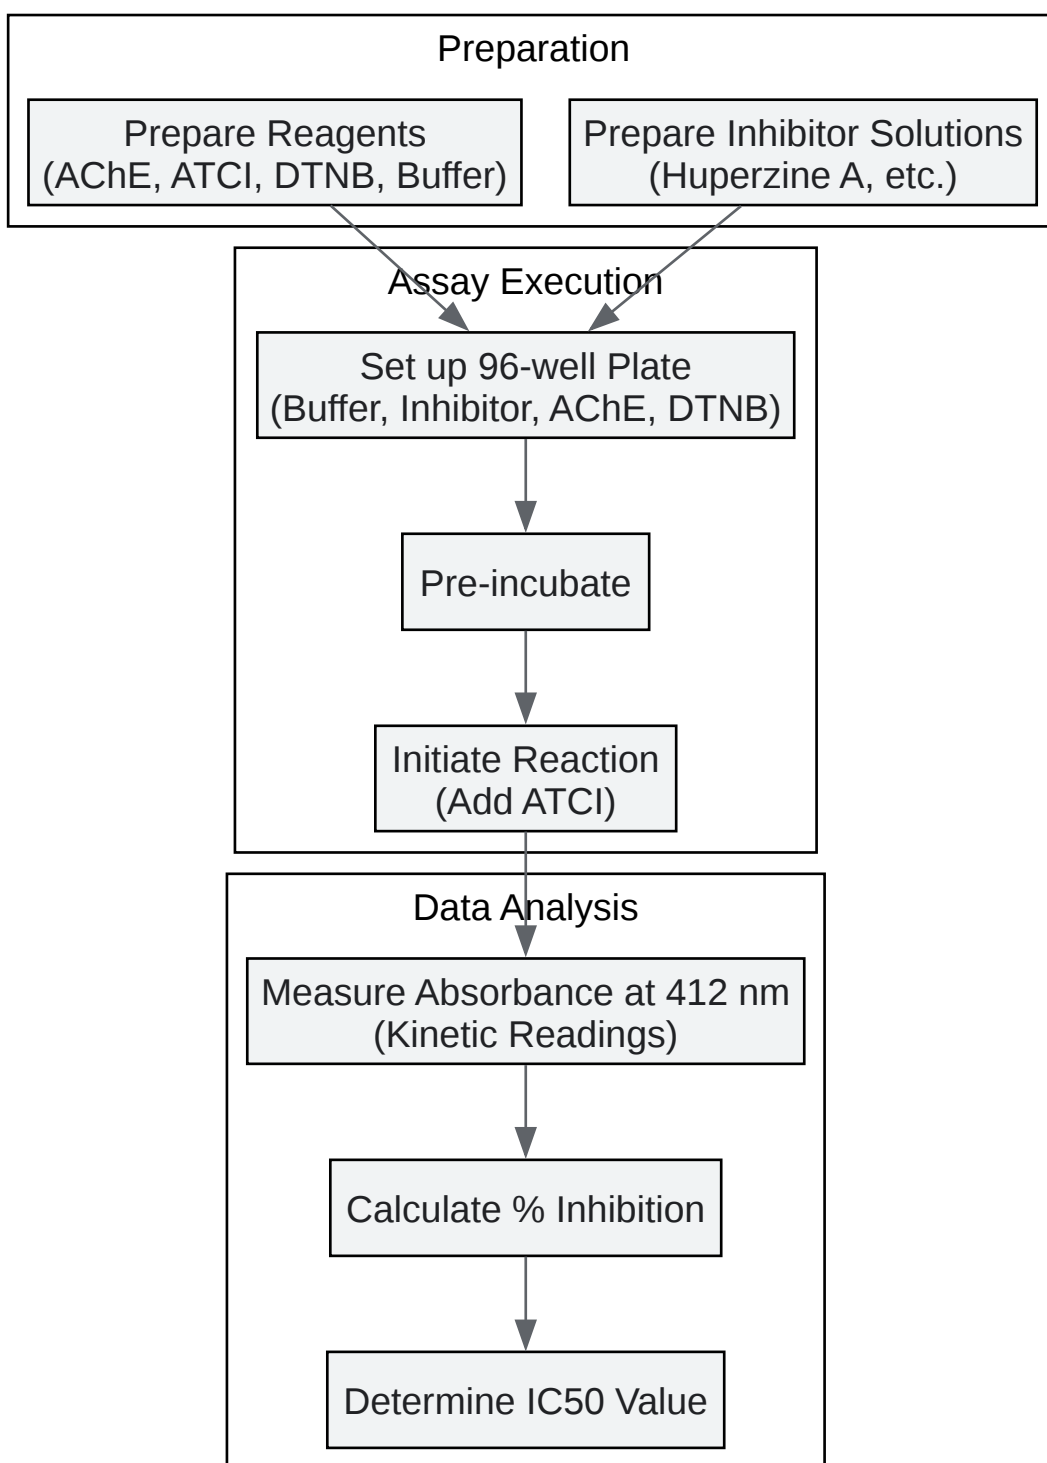 Preparation
Prepare Reagents
(AChE, ATCI, DTNB, Buffer)
Prepare Inhibitor Solutions
(Huperzine A, etc.)
Assay Execution
Set up 96-well Plate
(Buffer, Inhibitor, AChE, DTNB)
Pre-incubate
Initiate Reaction
(Add ATCI)
Data Analysis
Measure Absorbance at 412 nm
(Kinetic Readings)
Calculate % Inhibition
Determine IC50 Value